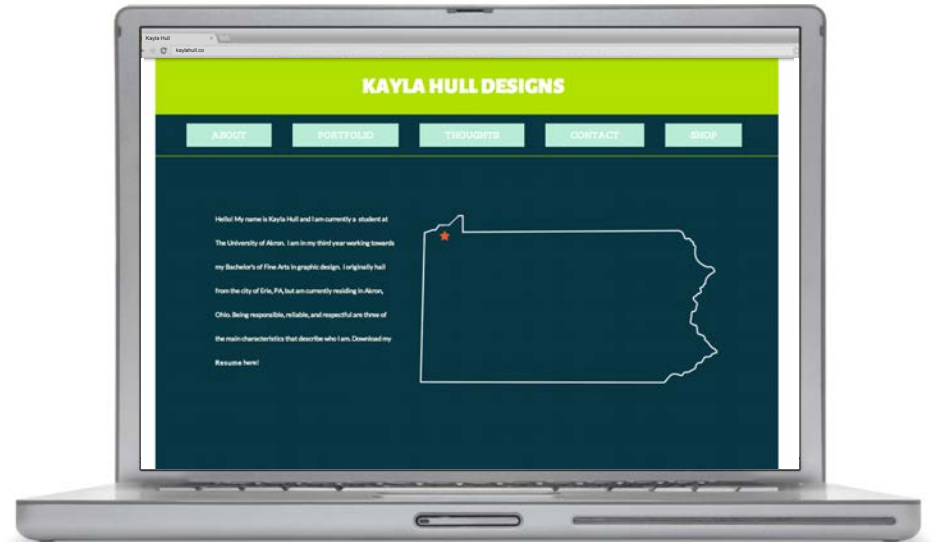 Kayla Hull
kaylahull.co
KAYLA HULL DESIGNS
ABOUT PORTFOLIO THOUGHTS CONTACT SHOP
Hello! My name is Kayla Hull and I am currently a student at
The University of Akron. I am in my third year working towards
my Bachelor's of Fine Arts in graphic design. I originally hail
from the city of Erie, PA, but am currently residing in Akron,
Ohio. Being responsible, reliable, and respectful are three of
the main characteristics that describe who I am. Download my
Resume here!